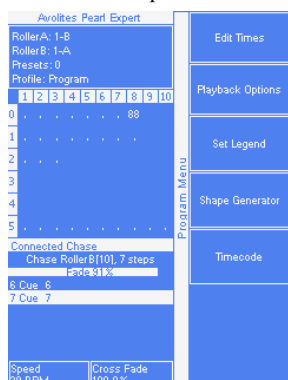 Avolites Pearl Expert
RollerA: 1-B
RollerB: 1-A
Presets: 0
Profile: Program
1 2 3 4 5 6 7 8 9 10
0 . . . . . . . 88
1 . . . . . . . . . .
2 . . .
3
4
5 . . . . . . . . . .
Connected Chase
Chase RollerB[10], 7 steps
Fade 91%
6 Cue 6
7 Cue 7
Speed
Cross Fade
Program Menu
Edit Times
Playback Options
Set Legend
Shape Generator
Timecode